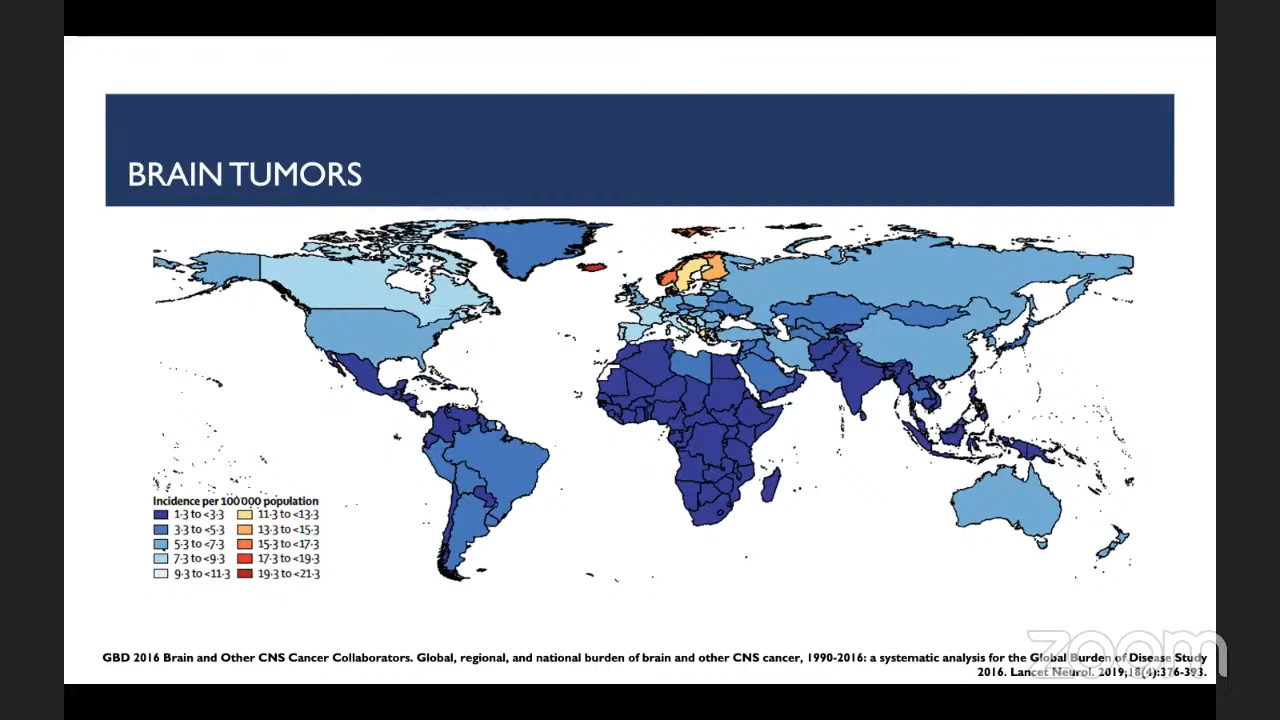 BRAIN TUMORS
Incidence per 100 000 population
1·3 to <3·3
3·3 to <5·3
5·3 to <7·3
7·3 to <9·3
9·3 to <11·3
11·3 to <13·3
13·3 to <15·3
15·3 to <17·3
17·3 to <19·3
19·3 to <21·3
zoom
GBD 2016 Brain and Other CNS Cancer Collaborators. Global, regional, and national burden of brain and other CNS cancer, 1990-2016: a systematic analysis for the Global Burden of Disease Study
2016. Lancet Neurol. 2019;18(4):376-393.